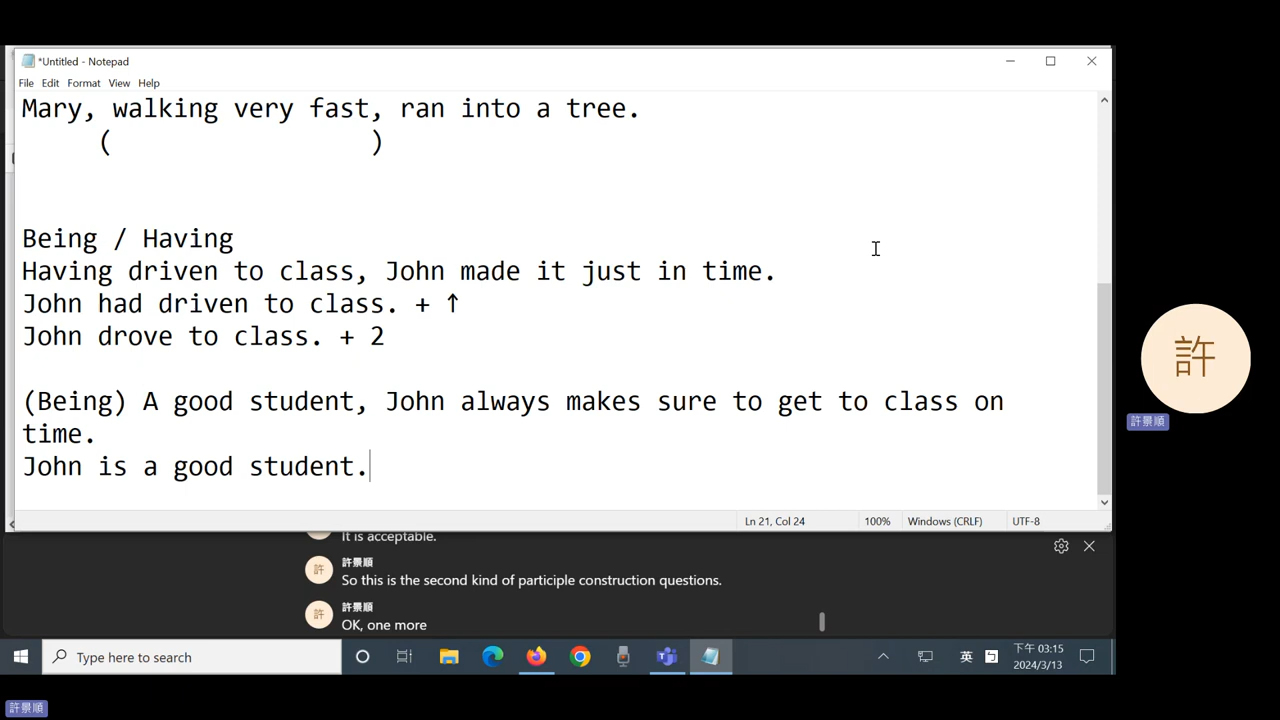 *Untitled - Notepad
File Edit Format View Help
Mary, walking very fast, ran into a tree.
( )
Being / Having
Having driven to class, John made it just in time.
John had driven to class. + ↑
John drove to class. + 2
(Being) A good student, John always makes sure to get to class on
time.
John is a good student.
Ln 21, Col 24 100% Windows (CRLF) UTF-8
許
許景順
It is acceptable.
許 許景順
So this is the second kind of participle construction questions.
許 許景順
OK, one more
Type here to search
英
下午 03:15
2024/3/13
許景順